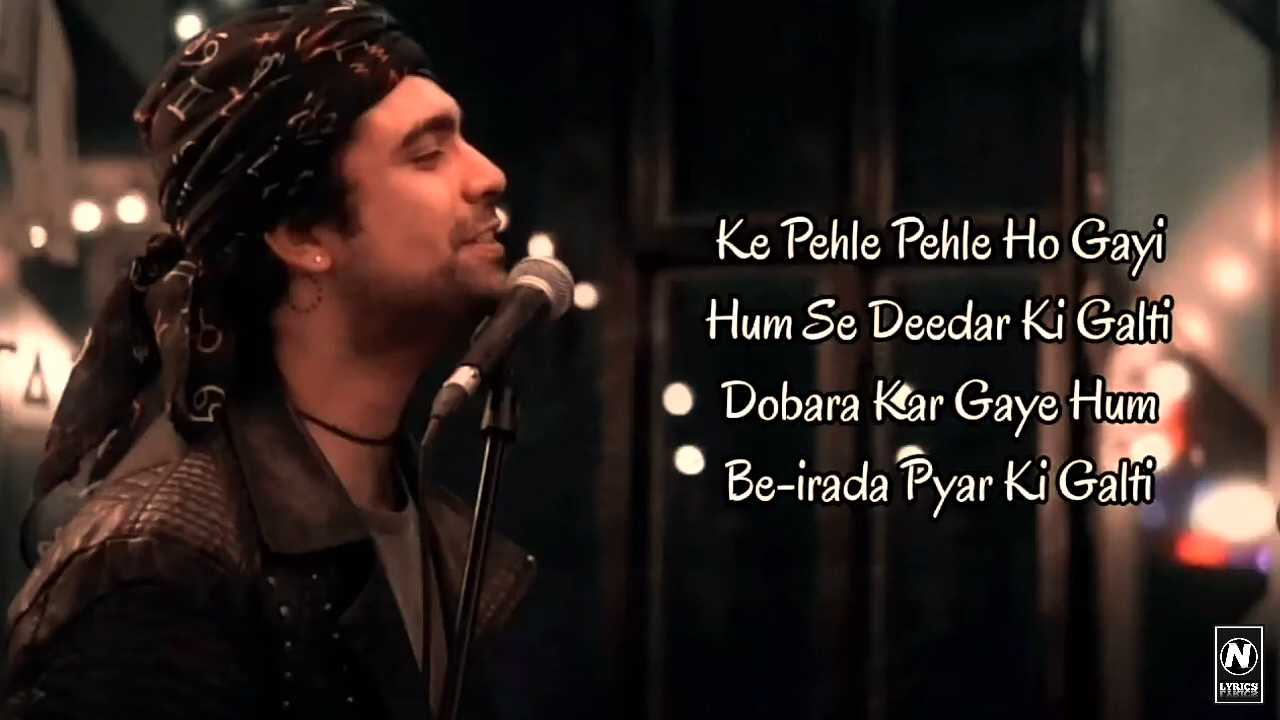 Ke Pehle Pehle Ho Gayi
Hum Se Deedar Ki Galti
Dobara Kar Gaye Hum
Be-irada Pyar Ki Galti
N
LYRICS